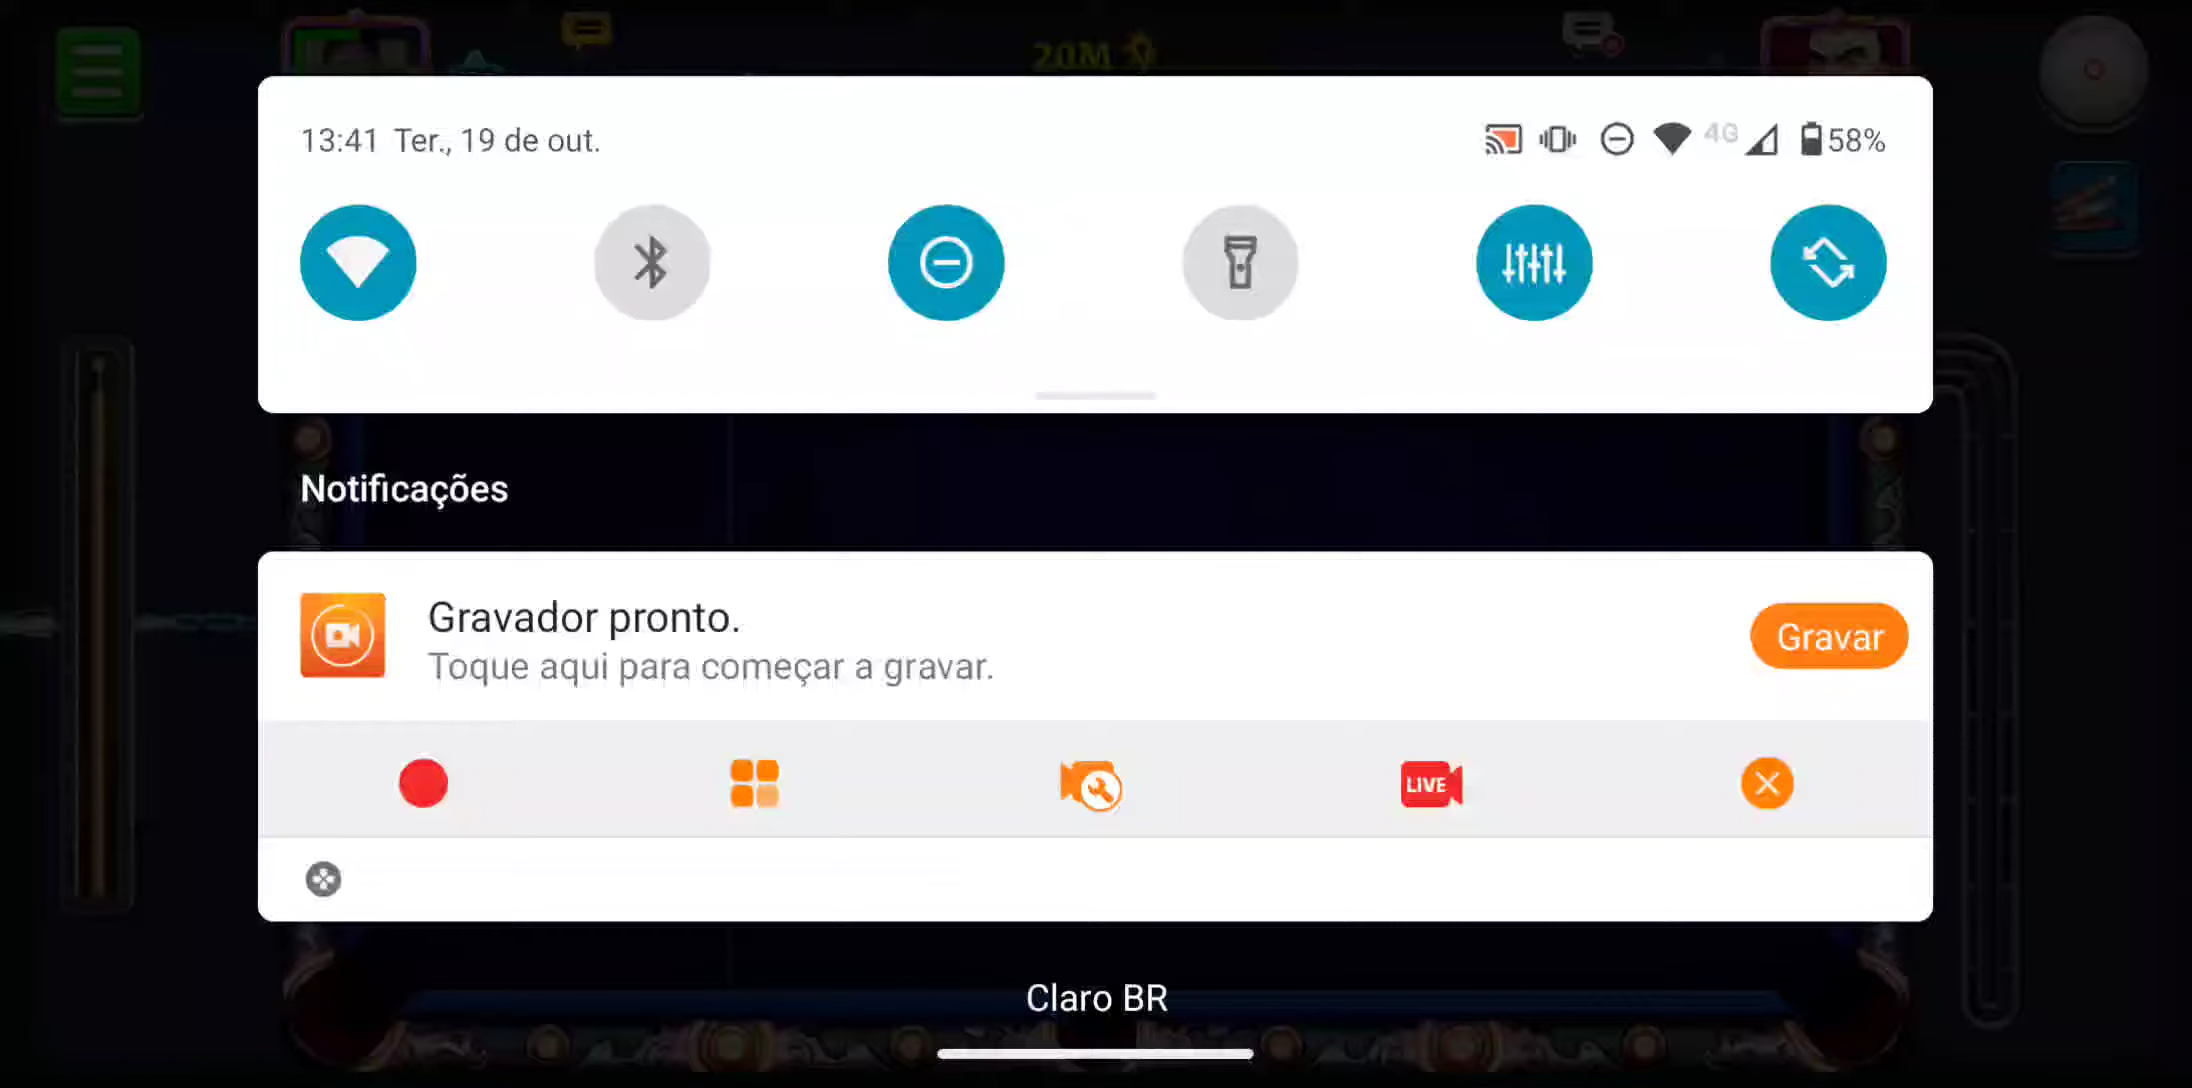 20M
13:41 Ter., 19 de out.
4G 58%
Notificações
Gravador pronto.
Toque aqui para começar a gravar.
Gravar
LIVE
Claro BR